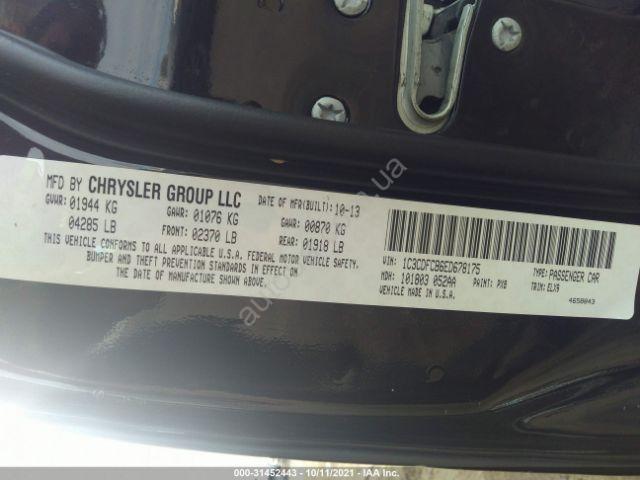 MFD BY CHRYSLER GROUP LLC
DATE OF MFR(BUILT): 10-13
GVWR: 01944 KG GAWR: 01076 KG GAWR: 00870 KG
04285 LB FRONT: 02370 LB REAR: 01918 LB
THIS VEHICLE CONFORMS TO ALL APPLICABLE U.S.A. FEDERAL MOTOR VEHICLE SAFETY,
BUMPER AND THEFT PREVENTION STANDARDS IN EFFECT ON
THE DATE OF MANUFACTURE SHOWN ABOVE.
VIN: 1C3CDFCB6ED678175 TYPE: PASSENGER CAR
MDH: 101803 052AA PAINT: PXB TRIM: ELX9
VEHICLE MADE IN U.S.A. 4658043
000-31452443 - 10/11/2021 - IAA Inc.